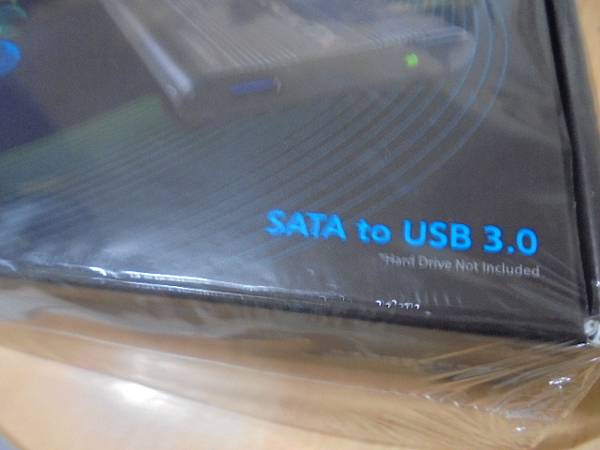 SATA to USB 3.0
*Hard Drive Not Included